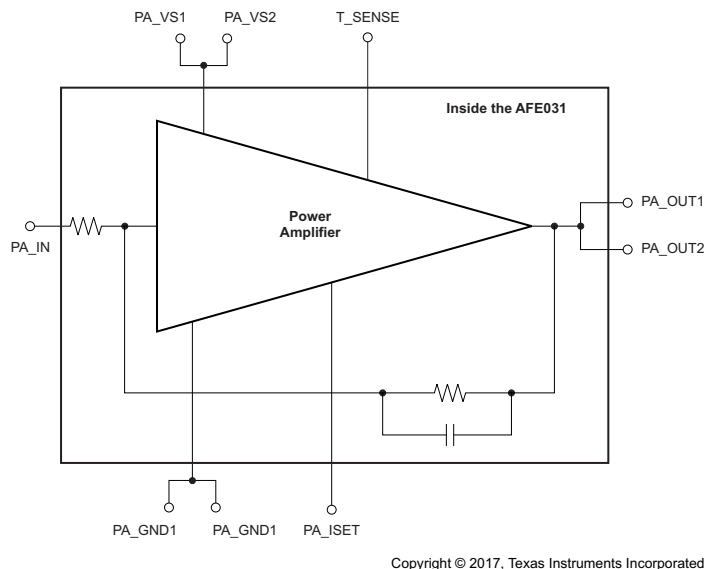 PA_VS1 PA_VS2 T_SENSE
Inside the AFE031
Power
Amplifier
PA_IN
PA_OUT1
PA_OUT2
PA_GND1 PA_GND1 PA_ISET
Copyright © 2017, Texas Instruments Incorporated